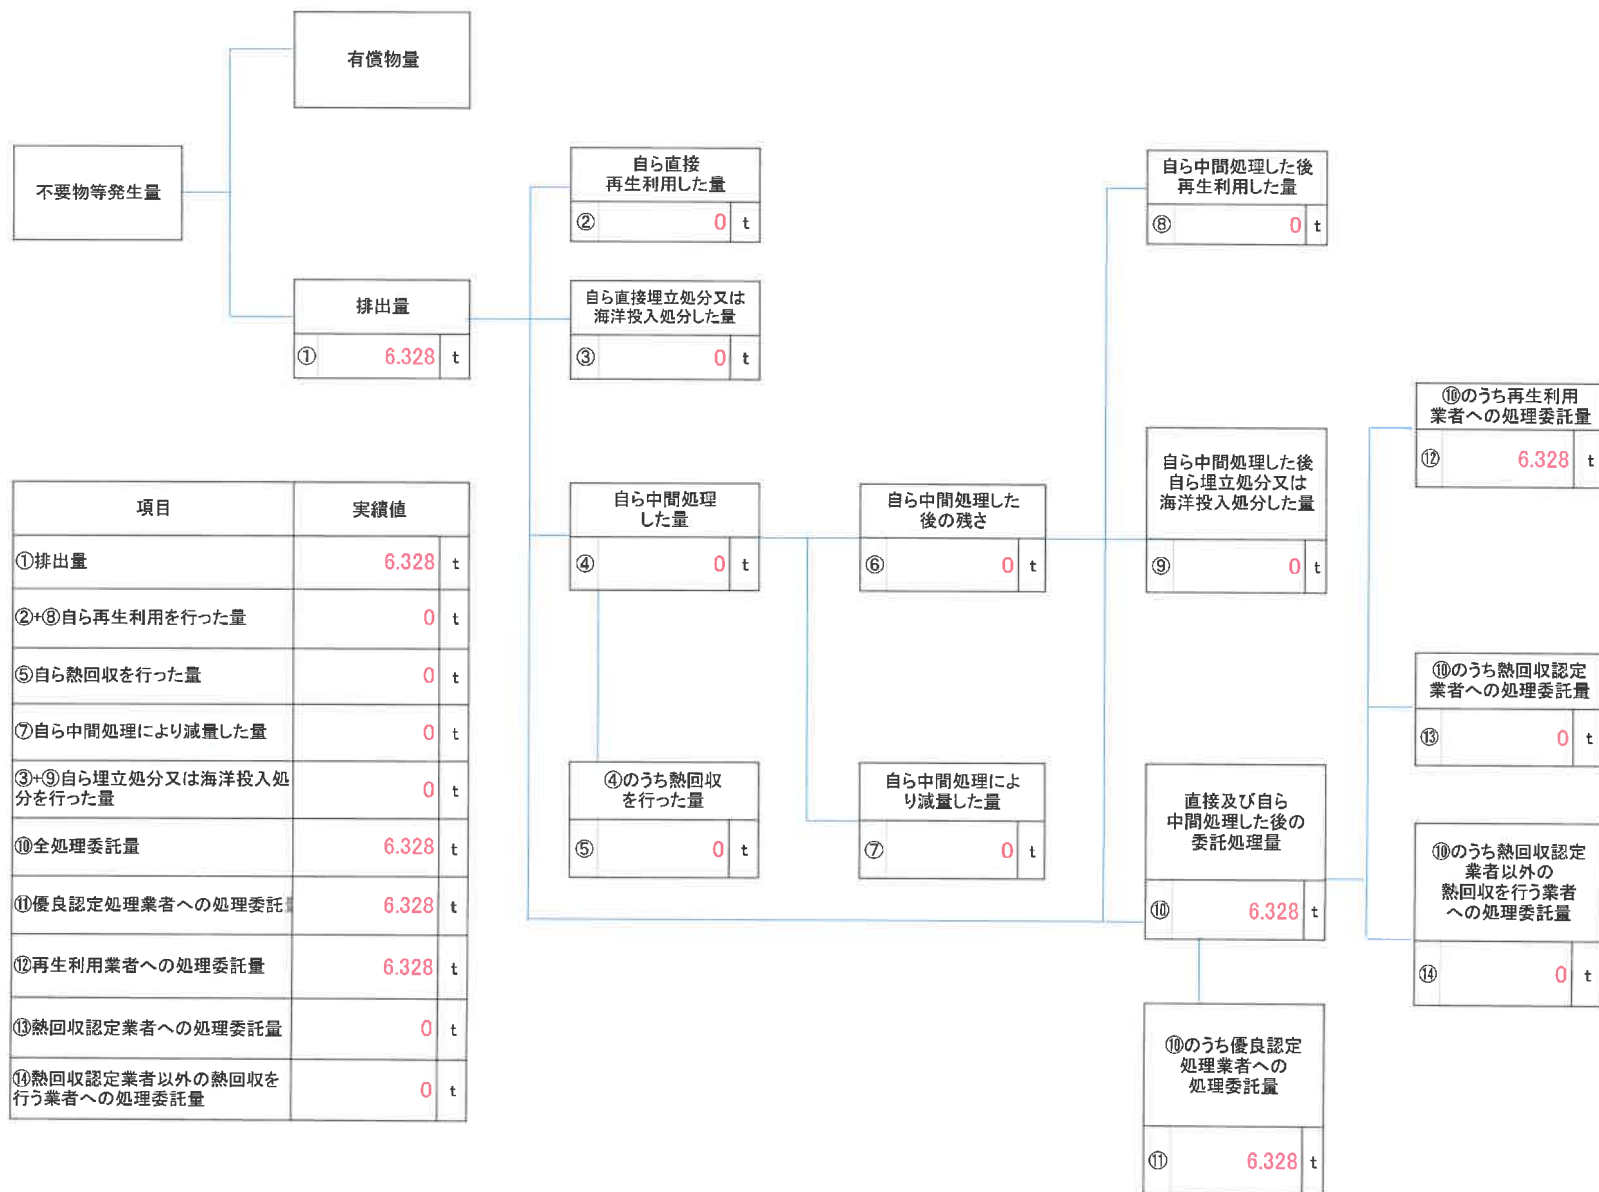 有償物量
不要物等発生量
排出量
① 6.328 t
自ら直接
再生利用した量
② 0 t
自ら直接埋立処分又は
海洋投入処分した量
③ 0 t
自ら中間処理
した量
④ 0 t
④のうち熱回収
を行った量
⑤ 0 t
自ら中間処理した
後の残さ
⑥ 0 t
自ら中間処理によ
り減量した量
⑦ 0 t
自ら中間処理した後
再生利用した量
⑧ 0 t
自ら中間処理した後
自ら埋立処分又は
海洋投入処分した量
⑨ 0 t
直接及び自ら
中間処理した後の
委託処理量
⑩ 6.328 t
⑩のうち優良認定
処理業者への
処理委託量
⑪ 6.328 t
⑩のうち再生利用
業者への処理委託量
⑫ 6.328 t
⑩のうち熱回収認定
業者への処理委託量
⑬ 0 t
⑩のうち熱回収認定
業者以外の
熱回収を行う業者
への処理委託量
⑭ 0 t
項目 実績値
①排出量 6.328 t
②+⑧自ら再生利用を行った量 0 t
⑤自ら熱回収を行った量 0 t
⑦自ら中間処理により減量した量 0 t
③+⑨自ら埋立処分又は海洋投入処
分を行った量 0 t
⑩全処理委託量 6.328 t
⑪優良認定処理業者への処理委託 6.328 t
⑫再生利用業者への処理委託量 6.328 t
⑬熱回収認定業者への処理委託量 0 t
⑭熱回収認定業者以外の熱回収を
行う業者への処理委託量 0 t